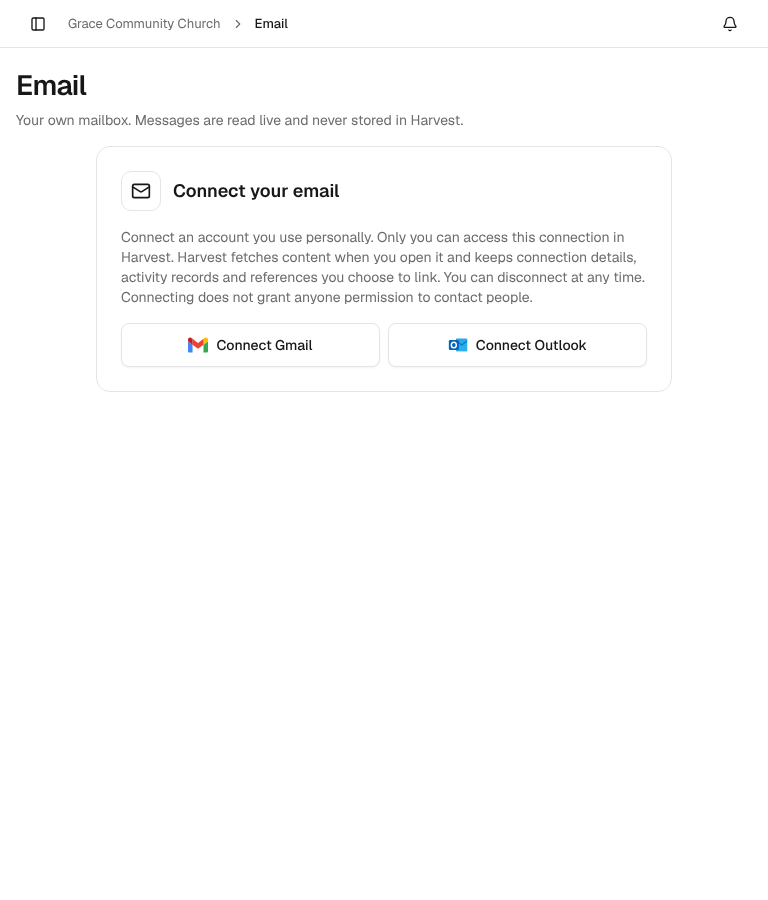 Grace Community Church > Email
Email
Your own mailbox. Messages are read live and never stored in Harvest.
Connect your email
Connect an account you use personally. Only you can access this connection in
Harvest. Harvest fetches content when you open it and keeps connection details,
activity records and references you choose to link. You can disconnect at any time.
Connecting does not grant anyone permission to contact people.
Connect Gmail
Connect Outlook